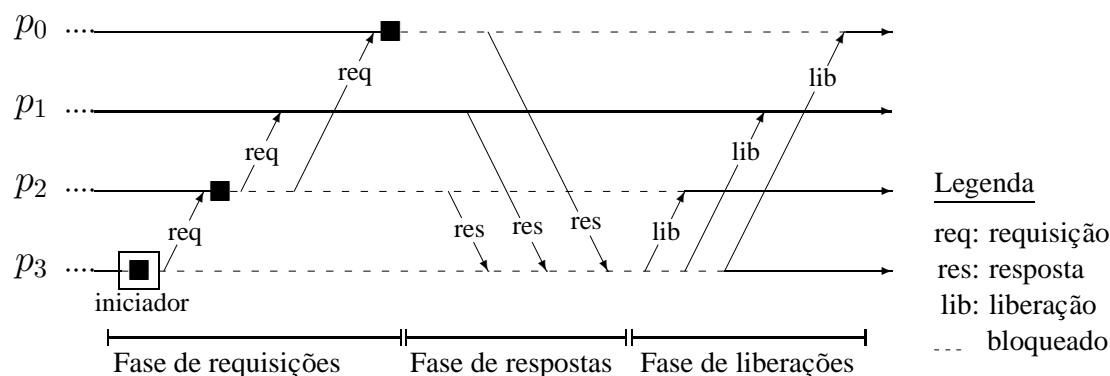 p0 ....
req
lib
p1 ....
req
lib
p2 ....
req
res
res
res
lib
p3 ....
iniciador
Fase de requisições
Fase de respostas
Fase de liberações
Legenda
req: requisição
res: resposta
lib: liberação
bloqueado